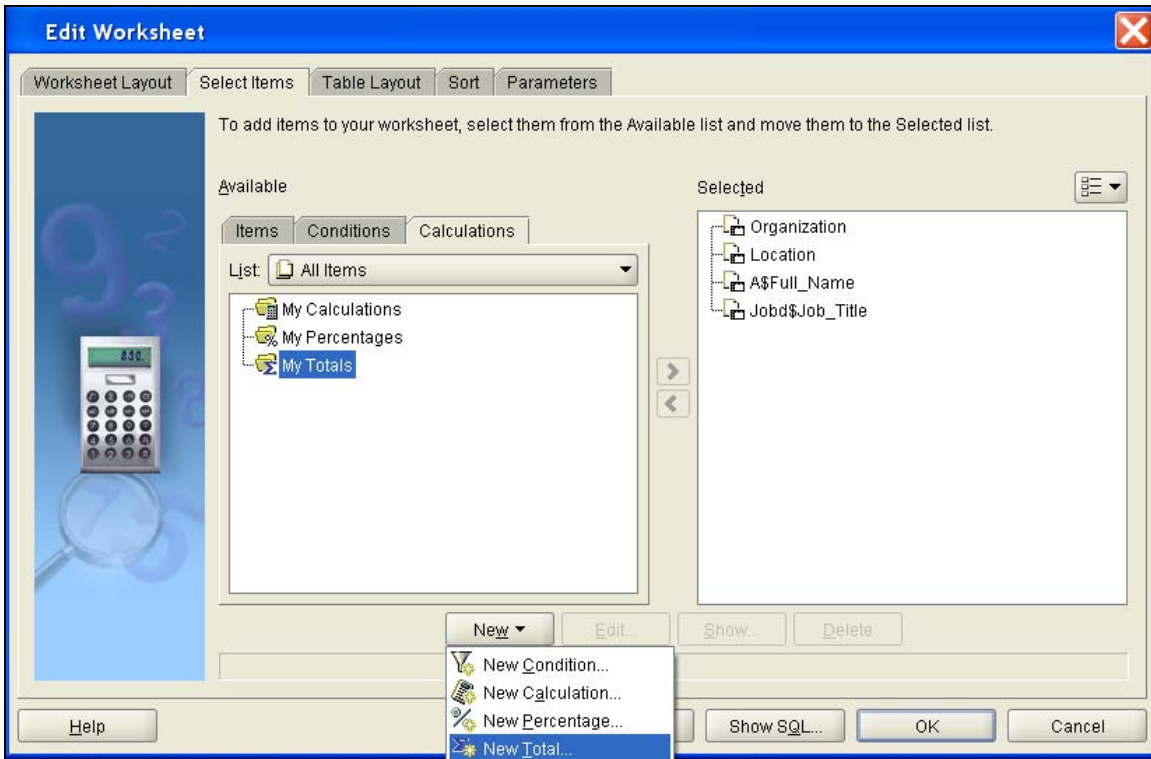 Edit Worksheet
Worksheet Layout Select Items Table Layout Sort Parameters
To add items to your worksheet, select them from the Available list and move them to the Selected list.
Available
Selected
Items Conditions Calculations
List: All Items
My Calculations
My Percentages
My Totals
Organization
Location
A$Full_Name
Jobd$Job_Title
New Edit... Show... Delete
New Condition...
New Calculation...
New Percentage...
New Total...
Help
Show SQL... OK Cancel